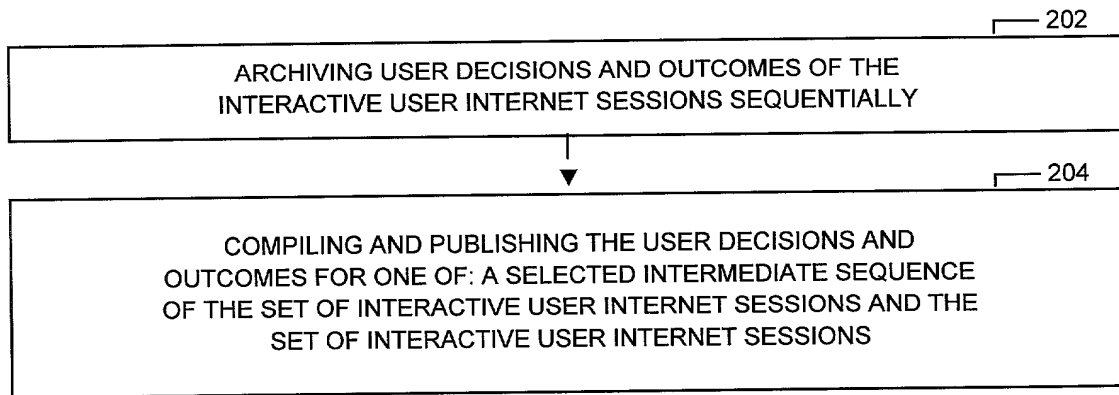 202
ARCHIVING USER DECISIONS AND OUTCOMES OF THE
INTERACTIVE USER INTERNET SESSIONS SEQUENTIALLY
204
COMPILING AND PUBLISHING THE USER DECISIONS AND
OUTCOMES FOR ONE OF: A SELECTED INTERMEDIATE SEQUENCE
OF THE SET OF INTERACTIVE USER INTERNET SESSIONS AND THE
SET OF INTERACTIVE USER INTERNET SESSIONS